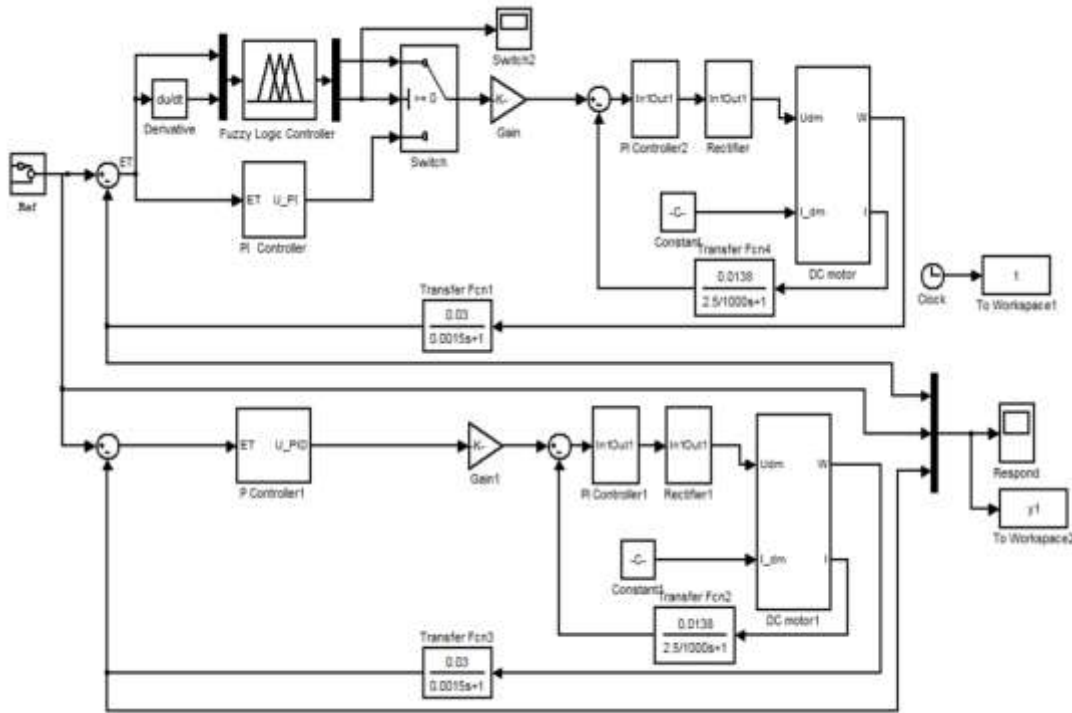 Switch2
du/dt
Derivative
Fuzzy Logic Controller
>= 0
Switch
-K-
Gain
+
-
In1Out1
PI Controller2
In1Out1
Rectifier
Udm
W
I_dm
I
DC motor
-C-
Constant
Transfer Fcn4
0.0138
2.5/1000s+1
Ref
+
-
ET
ET
U_PI
PI Controller
Transfer Fcn1
0.03
0.0015s+1
Clock
t
To Workspace1
+
-
ET
U_PID
P Controller1
-K-
Gain1
+
-
In1Out1
PI Controller1
In1Out1
Rectifier1
Udm
W
I_dm
I
DC motor1
-C-
Transfer Fcn2
0.0138
2.5/1000s+1
Transfer Fcn3
0.03
0.0015s+1
Respond
y1
To Workspace2